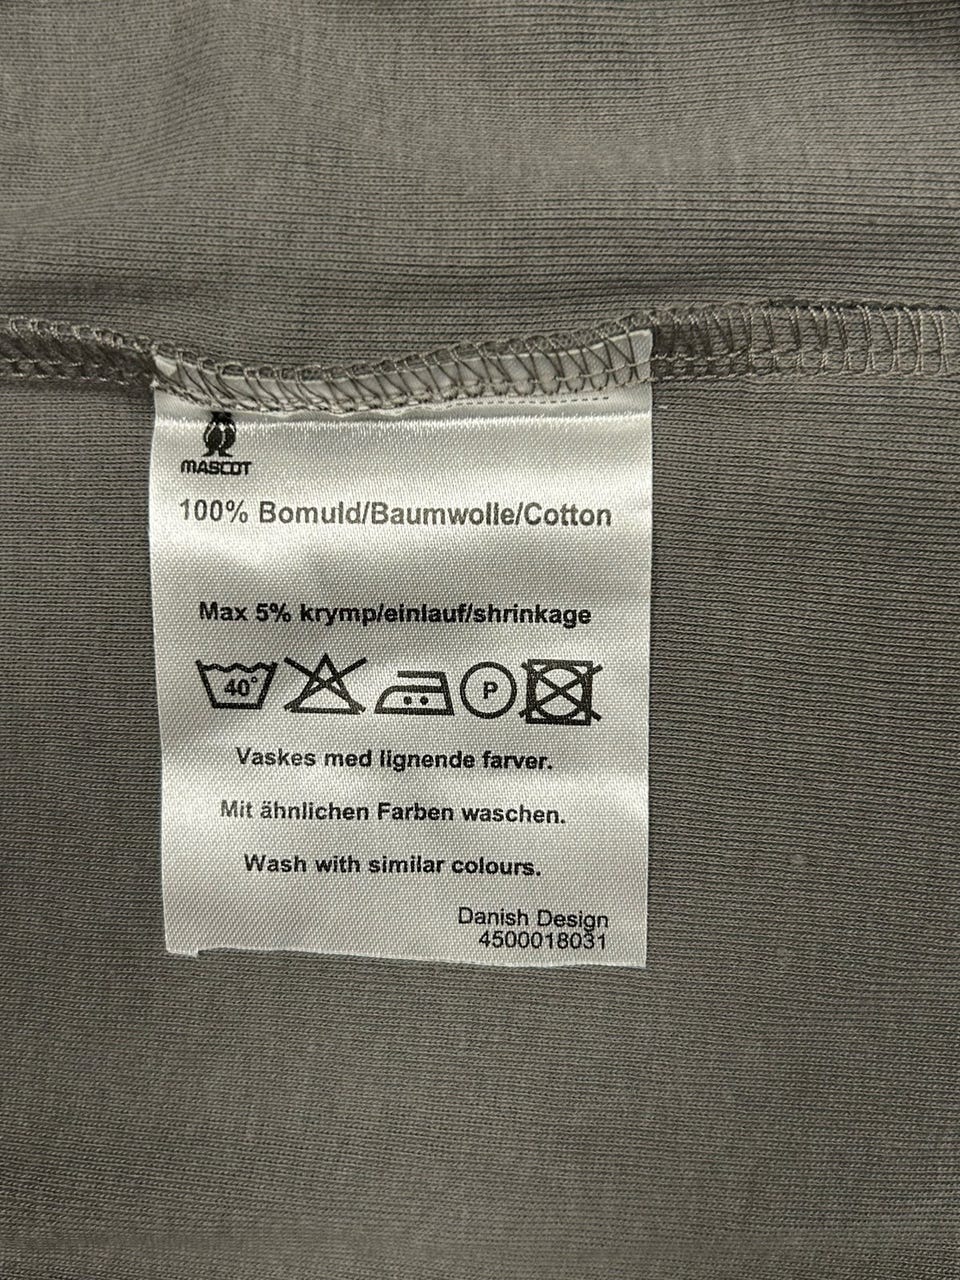 MASCOT
100% Bomuld/Baumwolle/Cotton
Max 5% krymp/einlauf/shrinkage
40° P
Vaskes med lignende farver.
Mit ähnlichen Farben waschen.
Wash with similar colours.
Danish Design
4500018031